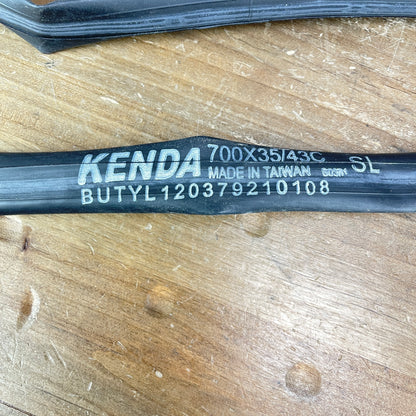 KENDA 700X35/43C
MADE IN TAIWAN SL
BUTYL120379210108